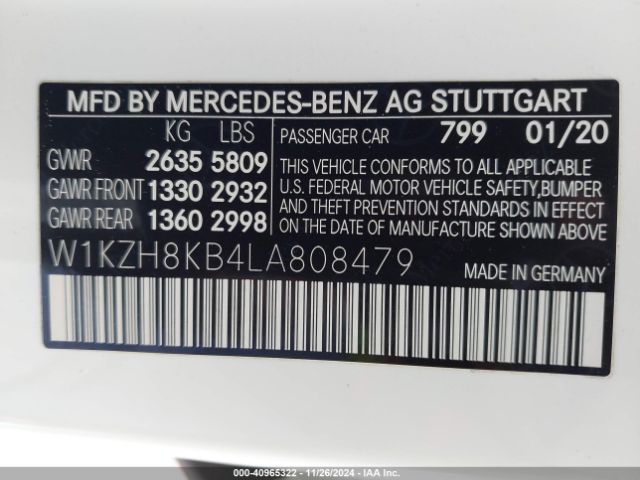 MFD BY MERCEDES-BENZ AG STUTTGART
KG LBS
GVWR 2635 5809
GAWR FRONT 1330 2932
GAWR REAR 1360 2998
PASSENGER CAR 799 01/20
THIS VEHICLE CONFORMS TO ALL APPLICABLE
U.S. FEDERAL MOTOR VEHICLE SAFETY, BUMPER
AND THEFT PREVENTION STANDARDS IN EFFECT
ON THE DATE OF MANUFACTURE SHOWN ABOVE.
W1KZH8KB4LA808479 MADE IN GERMANY
000-40965322 - 11/26/2024 - IAA Inc.